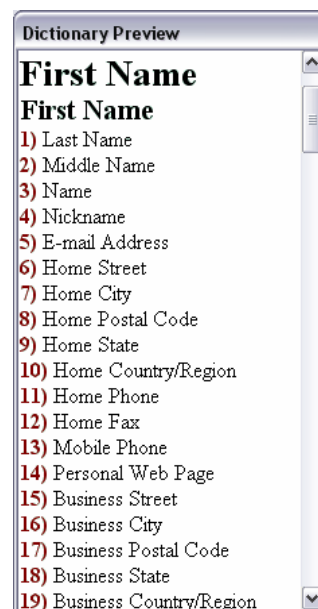 Dictionary Preview
First Name
First Name
1) Last Name
2) Middle Name
3) Name
4) Nickname
5) E-mail Address
6) Home Street
7) Home City
8) Home Postal Code
9) Home State
10) Home Country/Region
11) Home Phone
12) Home Fax
13) Mobile Phone
14) Personal Web Page
15) Business Street
16) Business City
17) Business Postal Code
18) Business State
19) Business Country/Region